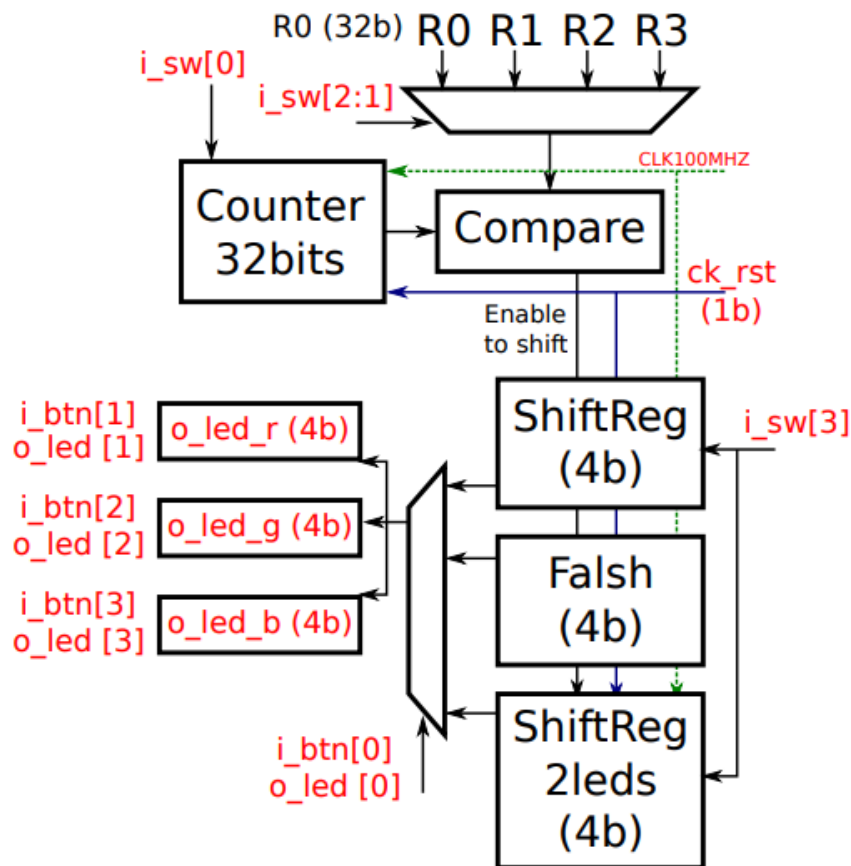 R0 (32b) R0 R1 R2 R3
i_sw[0]
i_sw[2:1]
CLK100MHZ
Counter
32bits
Compare
ck_rst
(1b)
Enable
to shift
ShiftReg
(4b)
i_sw[3]
i_btn[1]
o_led [1]
o_led_r (4b)
i_btn[2]
o_led [2]
o_led_g (4b)
Falsh
(4b)
i_btn[3]
o_led [3]
o_led_b (4b)
ShiftReg
2leds
(4b)
i_btn[0]
o_led [0]